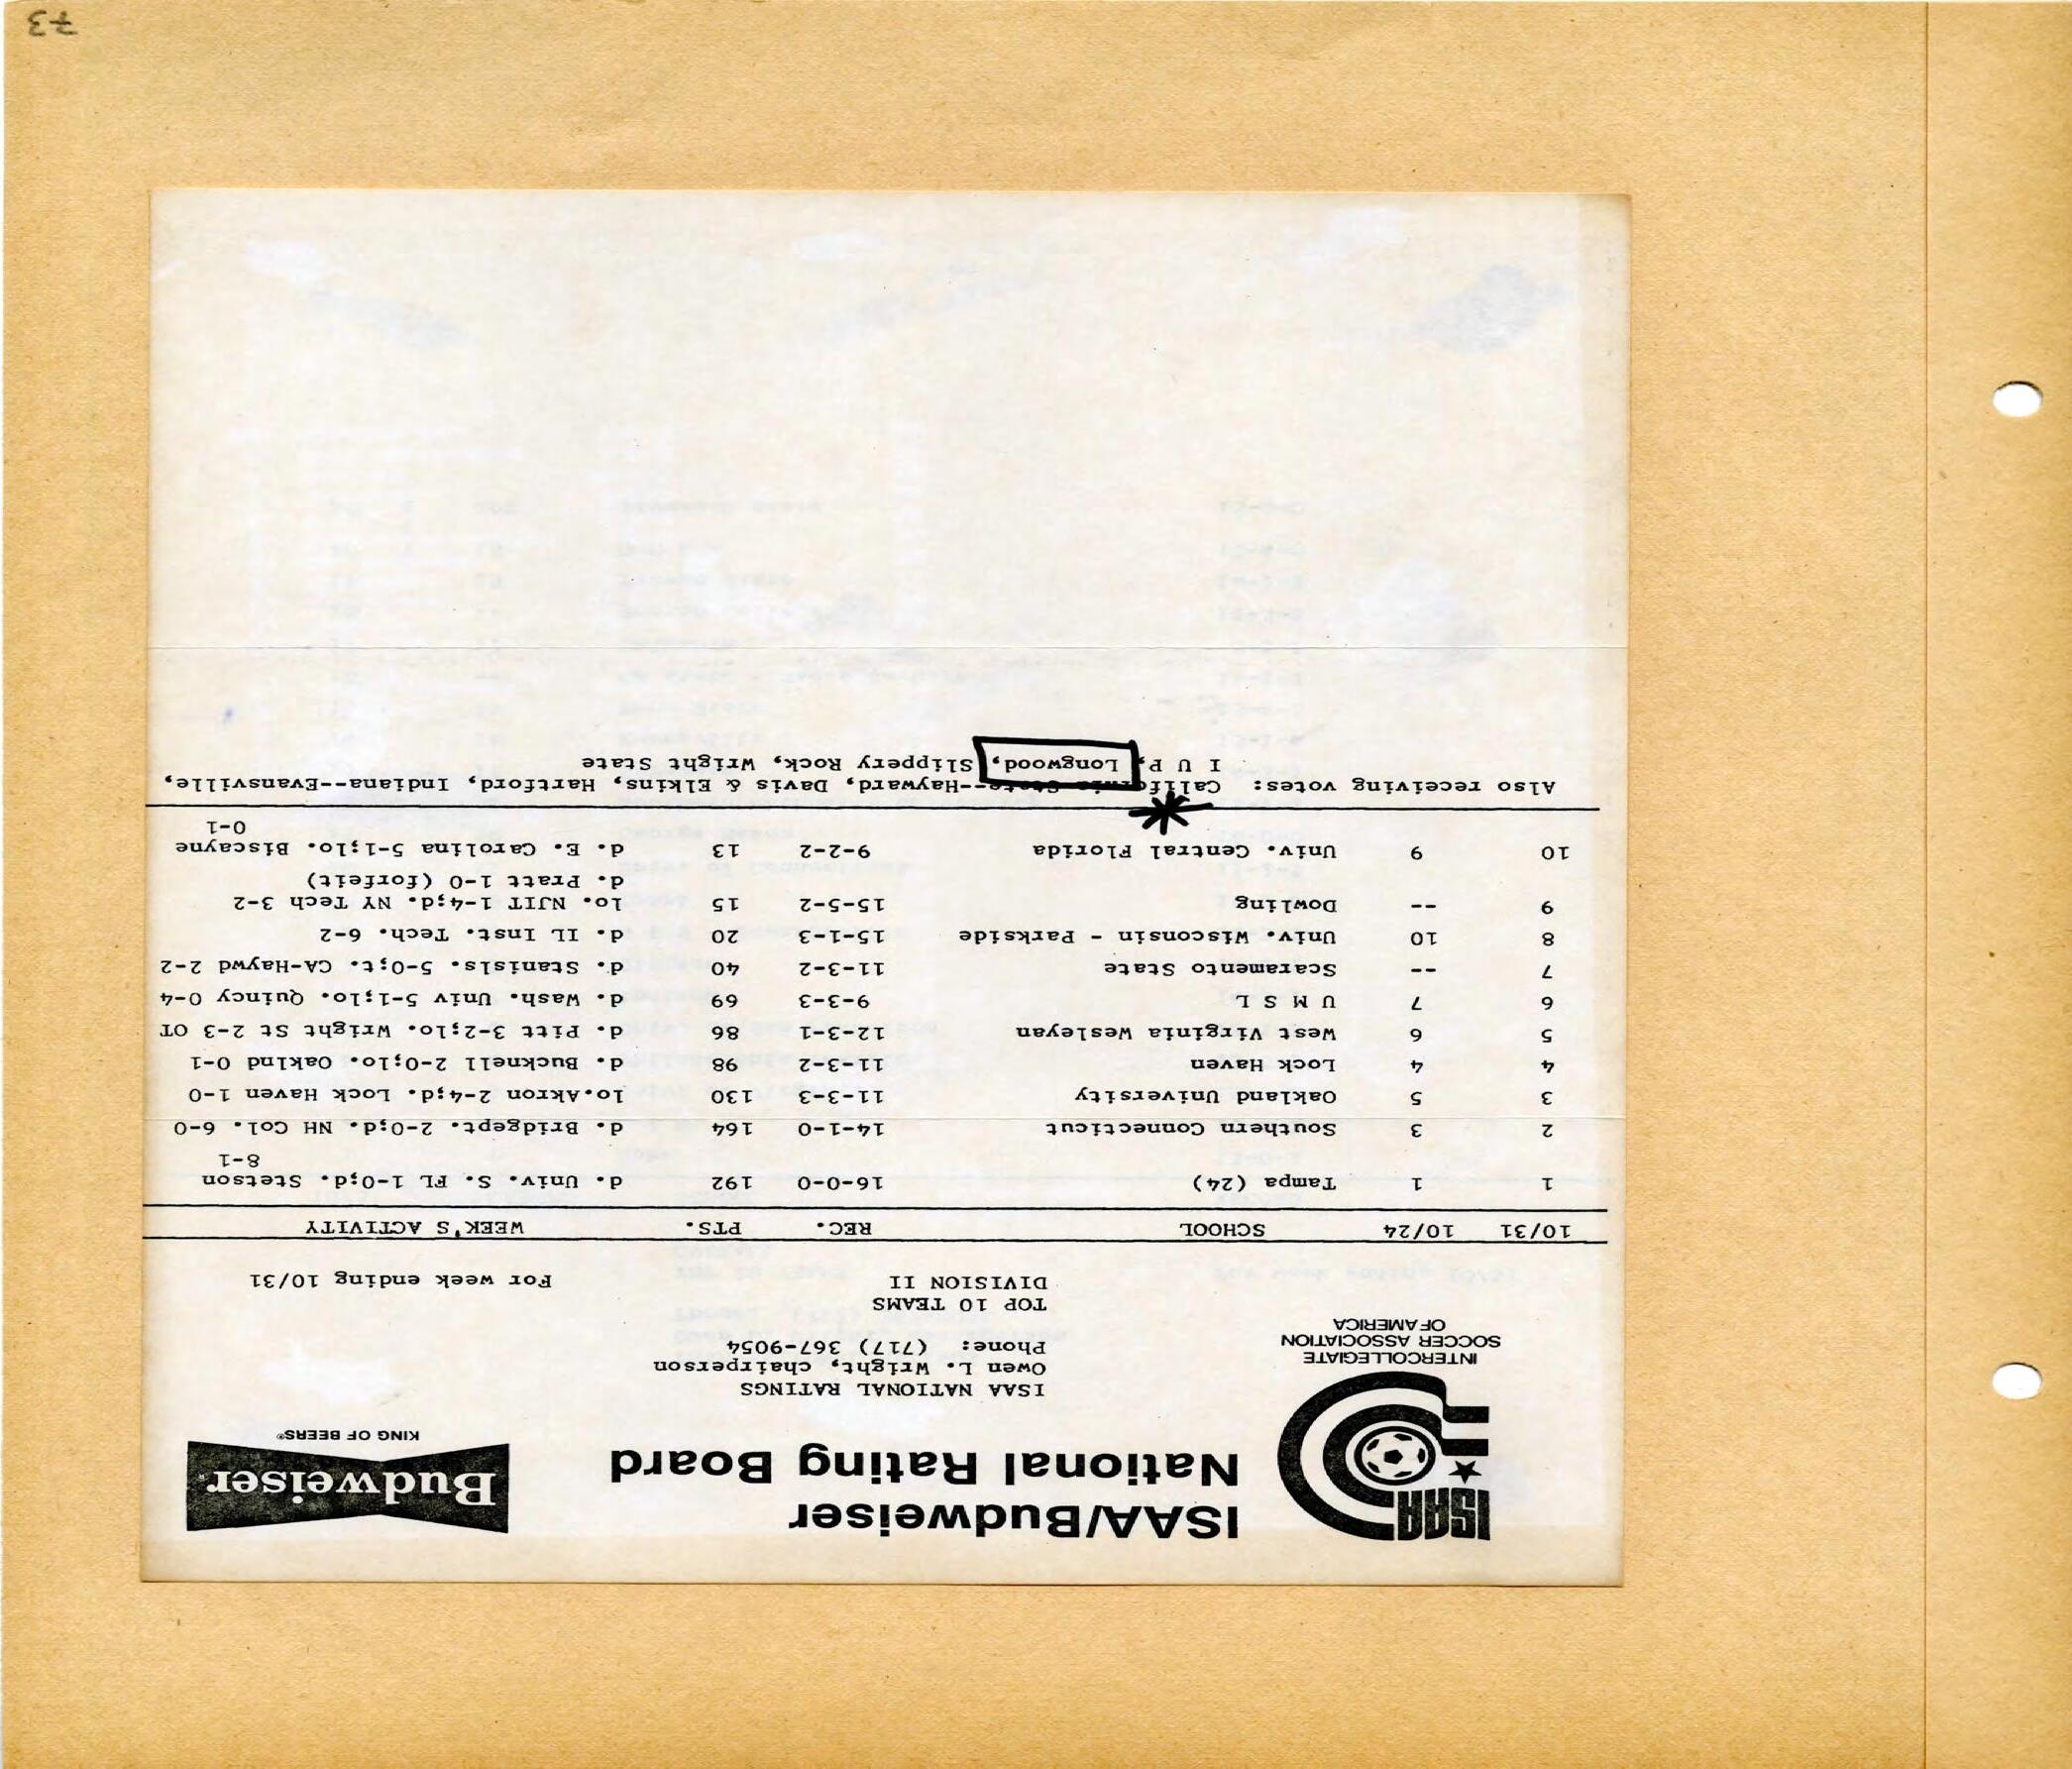 ISAA
INTERCOLLEGIATE
SOCCER ASSOCIATION
OF AMERICA
ISAA/Budweiser
National Rating Board
Budweiser
KING OF BEERS®
ISAA NATIONAL RATINGS
Owen L. Wright, chairperson
Phone: (717) 367-9054
TOP 10 TEAMS
DIVISION II For week ending 10/31
10/31 10/24 SCHOOL REC. PTS. WEEK'S ACTIVITY
1 1 Tampa (24) 16-0-0 192 d. Univ. S. FL 1-0;d. Stetson
8-1
2 3 Southern Connecticut 14-1-0 164 d. Bridgept. 2-0;d. NH Col. 6-0
3 5 Oakland University 11-3-3 130 lo.Akron 2-4;d. Lock Haven 1-0
4 4 Lock Haven 11-3-2 98 d. Bucknell 2-0;lo. Oaklnd 0-1
5 6 West Virginia Wesleyan 12-3-1 86 d. Pitt 3-2;lo. Wright St 2-3 OT
6 7 U M S L 9-3-3 69 d. Wash. Univ 5-1;lo. Quincy 0-4
7 -- Scaramento State 11-3-2 40 d. Stanisls. 5-0;t. CA-Haywd 2-2
8 10 Univ. Wisconsin - Parkside 15-1-3 20 d. IL Inst. Tech. 6-2
9 -- Dowling 15-5-2 15 lo. NJIT 1-4;d. NY Tech 3-2
d. Pratt 1-0 (forfeit)
10 9 Univ. Central Florida 9-2-2 13 d. E. Carolina 5-1;lo. Biscayne
0-1
Also receiving votes: California State--Hayward, Davis & Elkins, Hartford, Indiana--Evansville,
I U P, Longwood, Slippery Rock, Wright State
73